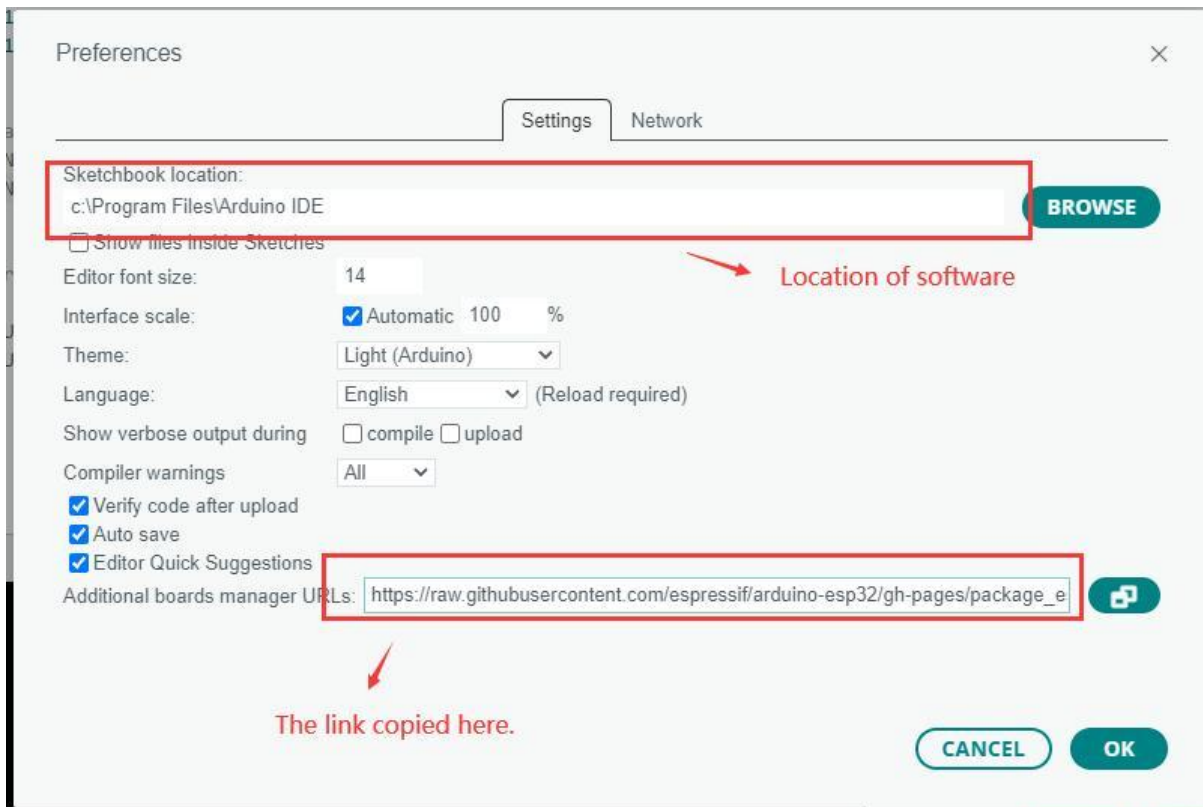 Preferences
Settings Network
Sketchbook location:
c:\Program Files\Arduino IDE
BROWSE
Show files inside Sketches
Location of software
Editor font size: 14
Interface scale: Automatic 100 %
Theme: Light (Arduino)
Language: English (Reload required)
Show verbose output during compile upload
Compiler warnings All
Verify code after upload
Auto save
Editor Quick Suggestions
Additional boards manager URLs: https://raw.githubusercontent.com/espressif/arduino-esp32/gh-pages/package_e
The link copied here.
CANCEL OK